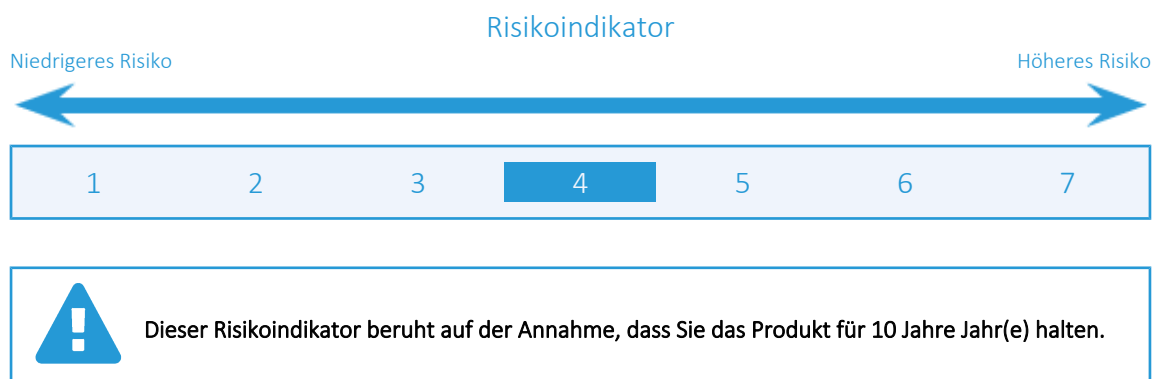 Risikoindikator
Niedrigeres Risiko Höheres Risiko
1 2 3 4 5 6 7
Dieser Risikoindikator beruht auf der Annahme, dass Sie das Produkt für 10 Jahre Jahr(e) halten.